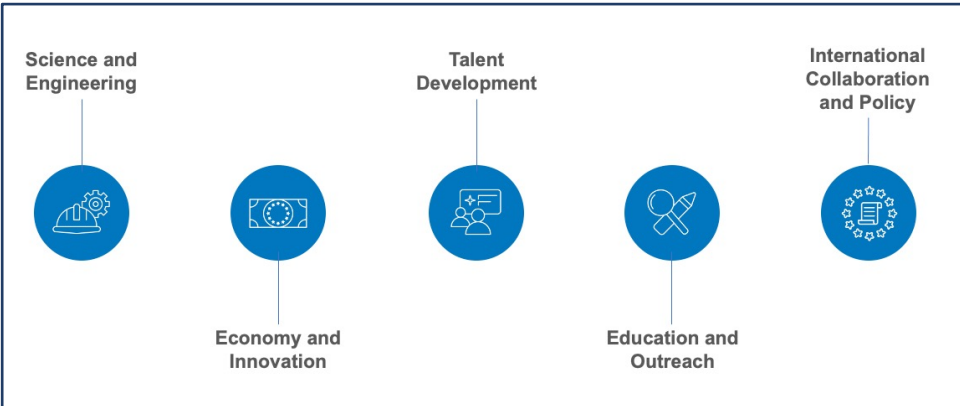 Science and
Engineering
Talent
Development
International
Collaboration
and Policy
Economy and
Innovation
Education and
Outreach